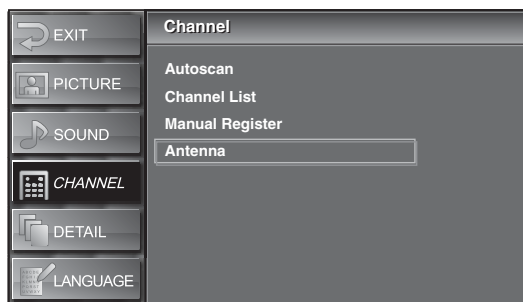 EXIT
PICTURE
SOUND
CHANNEL
DETAIL
LANGUAGE
Channel
Autoscan
Channel List
Manual Register
Antenna